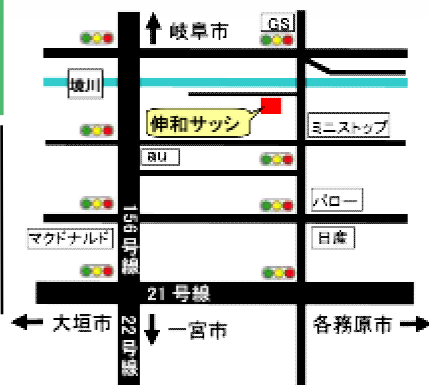 岐阜市
GS
境川
伸和サッシ
ミニストップ
au
バロー
156号線
マクドナルド
日産
21号線
大垣市
22号線
一宮市
各務原市